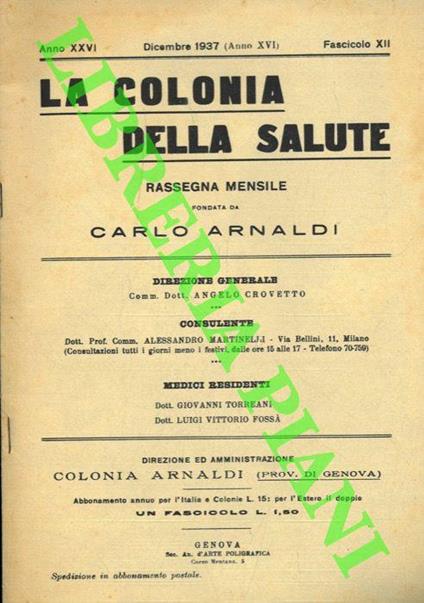 Anno XXVI Dicembre 1937 (Anno XVI) Fascicolo XII
LA COLONIA
DELLA SALUTE
RASSEGNA MENSILE
FONDATA DA
CARLO ARNALDI
DIREZIONE GENERALE
Comm. Dott. ANGELO CROVETTO
CONSULENTE
Dott. Prof. Comm. ALESSANDRO MARTINELLI - Via Bellini, 11, Milano
(Consultazioni tutti i giorni meno i festivi, dalle ore 15 alle 17 - Telefono 70-759)
MEDICI RESIDENTI
Dott. GIOVANNI TORREANI
Dott. LUIGI VITTORIO FOSSÀ
DIREZIONE ED AMMINISTRAZIONE
COLONIA ARNALDI (PROV. DI GENOVA)
Abbonamento annuo per l'Italia e Colonie L. 15: per l'Estero il doppio
UN FASCICOLO L. 1,50
GENOVA
Soc. An. d'ARTE POLIGRAFICA
Corso Mentana, 5
Spedizione in abbonamento postale.
LIBRERIA PIANI